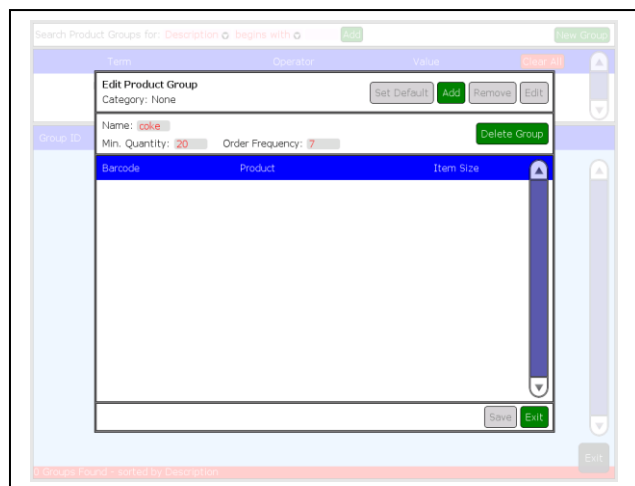 Search Product Groups for: Description begins with Add New Group
Term Operator Value Clear All
Edit Product Group
Category: None
Set Default Add Remove Edit
Name: coke
Min. Quantity: 20 Order Frequency: 7
Delete Group
Group ID
Barcode Product Item Size
Save Exit
Exit
0 Groups Found - sorted by Description